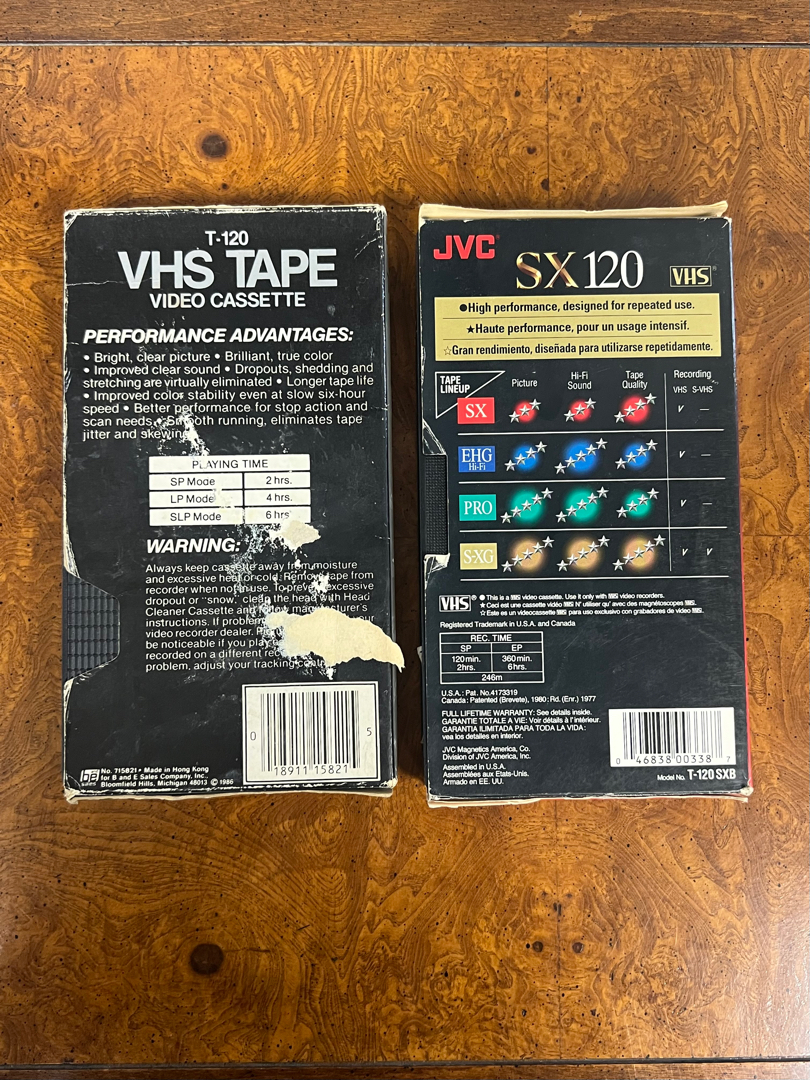 T-120
VHS TAPE
VIDEO CASSETTE
PERFORMANCE ADVANTAGES:
• Bright, clear picture • Brilliant, true color
• Improved clear sound • Dropouts, shedding and
stretching are virtually eliminated • Longer tape life
• Improved color stability even at slow six-hour
speed • Better performance for stop action and
scan needs • Smooth running, eliminates tape
jitter and skewing
PLAYING TIME
SP Mode 2 hrs.
LP Mode 4 hrs.
SLP Mode 6 hrs
WARNING:
Always keep cassette away from moisture
and excessive heat or cold. Remove tape from
recorder when not in use. To prevent excessive
dropout or "snow," clean the head with Head
Cleaner Cassette and follow manufacturer's
instructions. If problem
video recorder dealer.
be noticeable if you
recorded on a different
problem, adjust your tracking
0 18911 15821 5
be
sales
No. 715821 • Made in Hong Kong
for B and E Sales Company, Inc.,
Bloomfield Hills, Michigan 48013 © 1986
JVC
SX120
VHS
●High performance, designed for repeated use.
★Haute performance, pour un usage intensif.
☆Gran rendimiento, diseñada para utilizarse repetidamente.
TAPE
LINEUP
Picture
Hi-Fi
Sound
Tape
Quality
Recording
VHS S-VHS
SX
EHG
Hi-Fi
PRO
S-XG
VHS
● This is a VHS video cassette. Use it only with VHS video recorders.
★ Ceci est une cassette vidéo VHS N' utiliser qu' avec des magnétoscopes VHS.
☆ Este es un videocassette VHS para uso exclusivo con grabadores de video VHS.
Registered Trademark in U.S.A. and Canada
REC. TIME
SP EP
120min. 360min.
2hrs. 6hrs.
246m
U.S.A.: Pat. No.4173319
Canada: Patented (Brevete), 1980: Rd. (Enr.) 1977
FULL LIFETIME WARRANTY: See details inside.
GARANTIE TOTALE A VIE: Voir détails à l'intérieur.
GARANTIA ILIMITADA PARA TODA LA VIDA:
vea los detalles en interior.
JVC Magnetics America, Co.
Division of JVC America, Inc.
Assembled in U.S.A.
Assemblées aux Etats-Unis.
Armado en EE. UU.
0 46838 00338 7
Model No. T-120 SXB